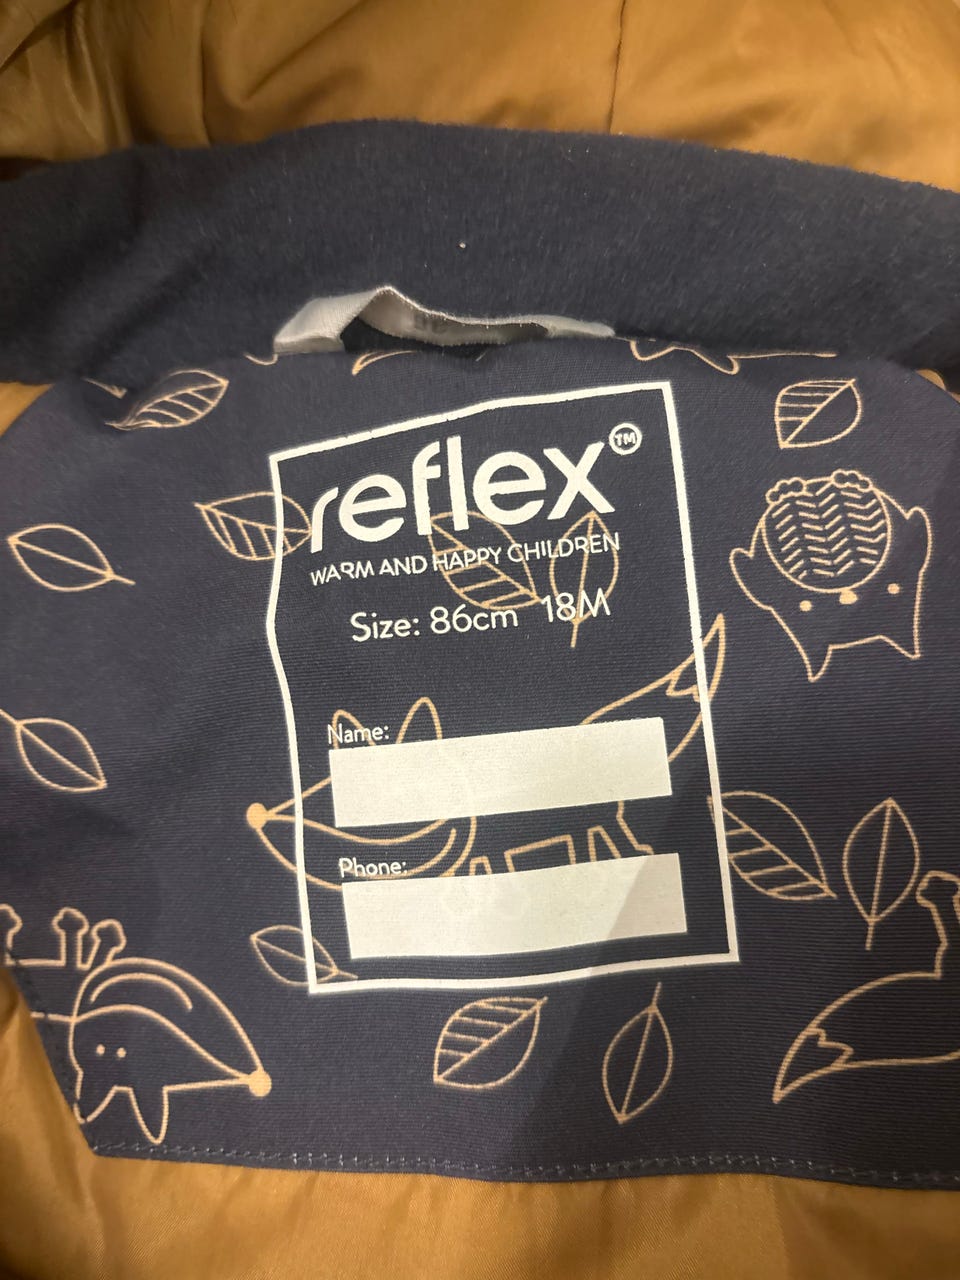 reflex™
WARM AND HAPPY CHILDREN
Size: 86cm 18M
Name:
Phone: